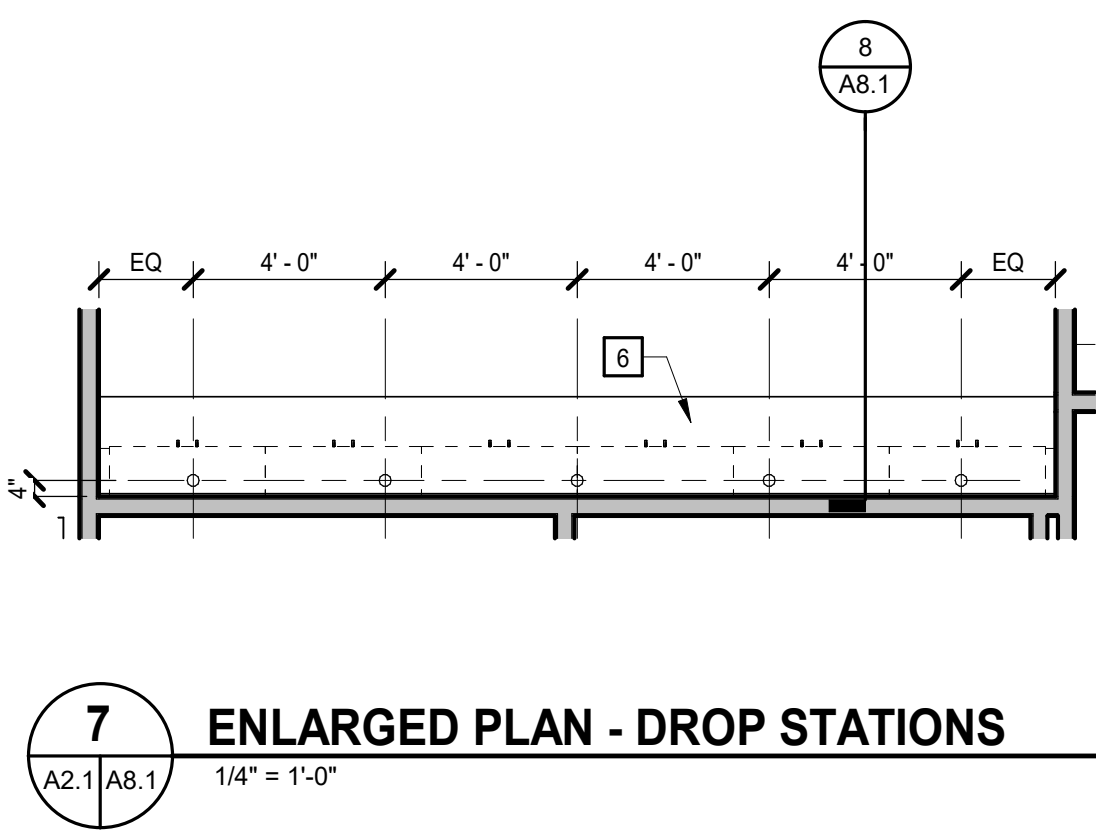 8
A8.1
EQ 4' - 0" 4' - 0" 4' - 0" 4' - 0" EQ
6
4"
1
7
A2.1 A8.1
ENLARGED PLAN - DROP STATIONS
1/4" = 1'-0"